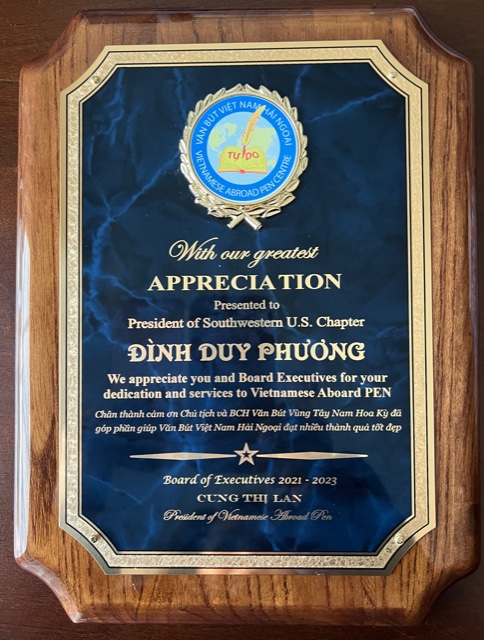 VĂN BÚT VIỆT NAM HẢI NGOẠI
TỰ DO
VIETNAMESE ABROAD PEN CENTRE
With our greatest
APPRECIATION
Presented to
President of Southwestern U.S. Chapter
ĐÌNH DUY PHƯƠNG
We appreciate you and Board Executives for your
dedication and services to Vietnamese Aboard PEN
Chân thành cảm ơn Chủ tịch và BCH Văn Bút Vùng Tây Nam Hoa Kỳ đã
góp phần giúp Văn Bút Việt Nam Hải Ngoại đạt nhiều thành quả tốt đẹp
Board of Executives 2021 - 2023
CUNG THỊ LAN
President of Vietnamese Abroad Pen